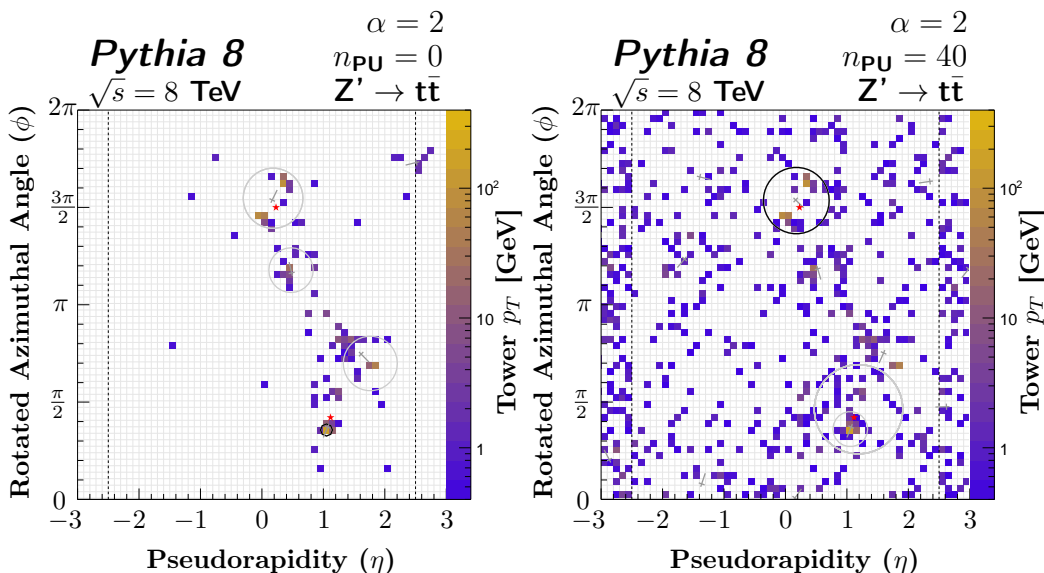 α = 2
Pythia 8
n_PU = 0
√s = 8 TeV
Z' → tt̄
2π
3π/2
π
π/2
0
Rotated Azimuthal Angle (ϕ)
−3 −2 −1 0 1 2 3
Pseudorapidity (η)
10²
10
1
Tower p_T [GeV]
α = 2
Pythia 8
n_PU = 40
√s = 8 TeV
Z' → tt̄
2π
3π/2
π
π/2
0
Rotated Azimuthal Angle (ϕ)
−3 −2 −1 0 1 2 3
Pseudorapidity (η)
10²
10
1
Tower p_T [GeV]